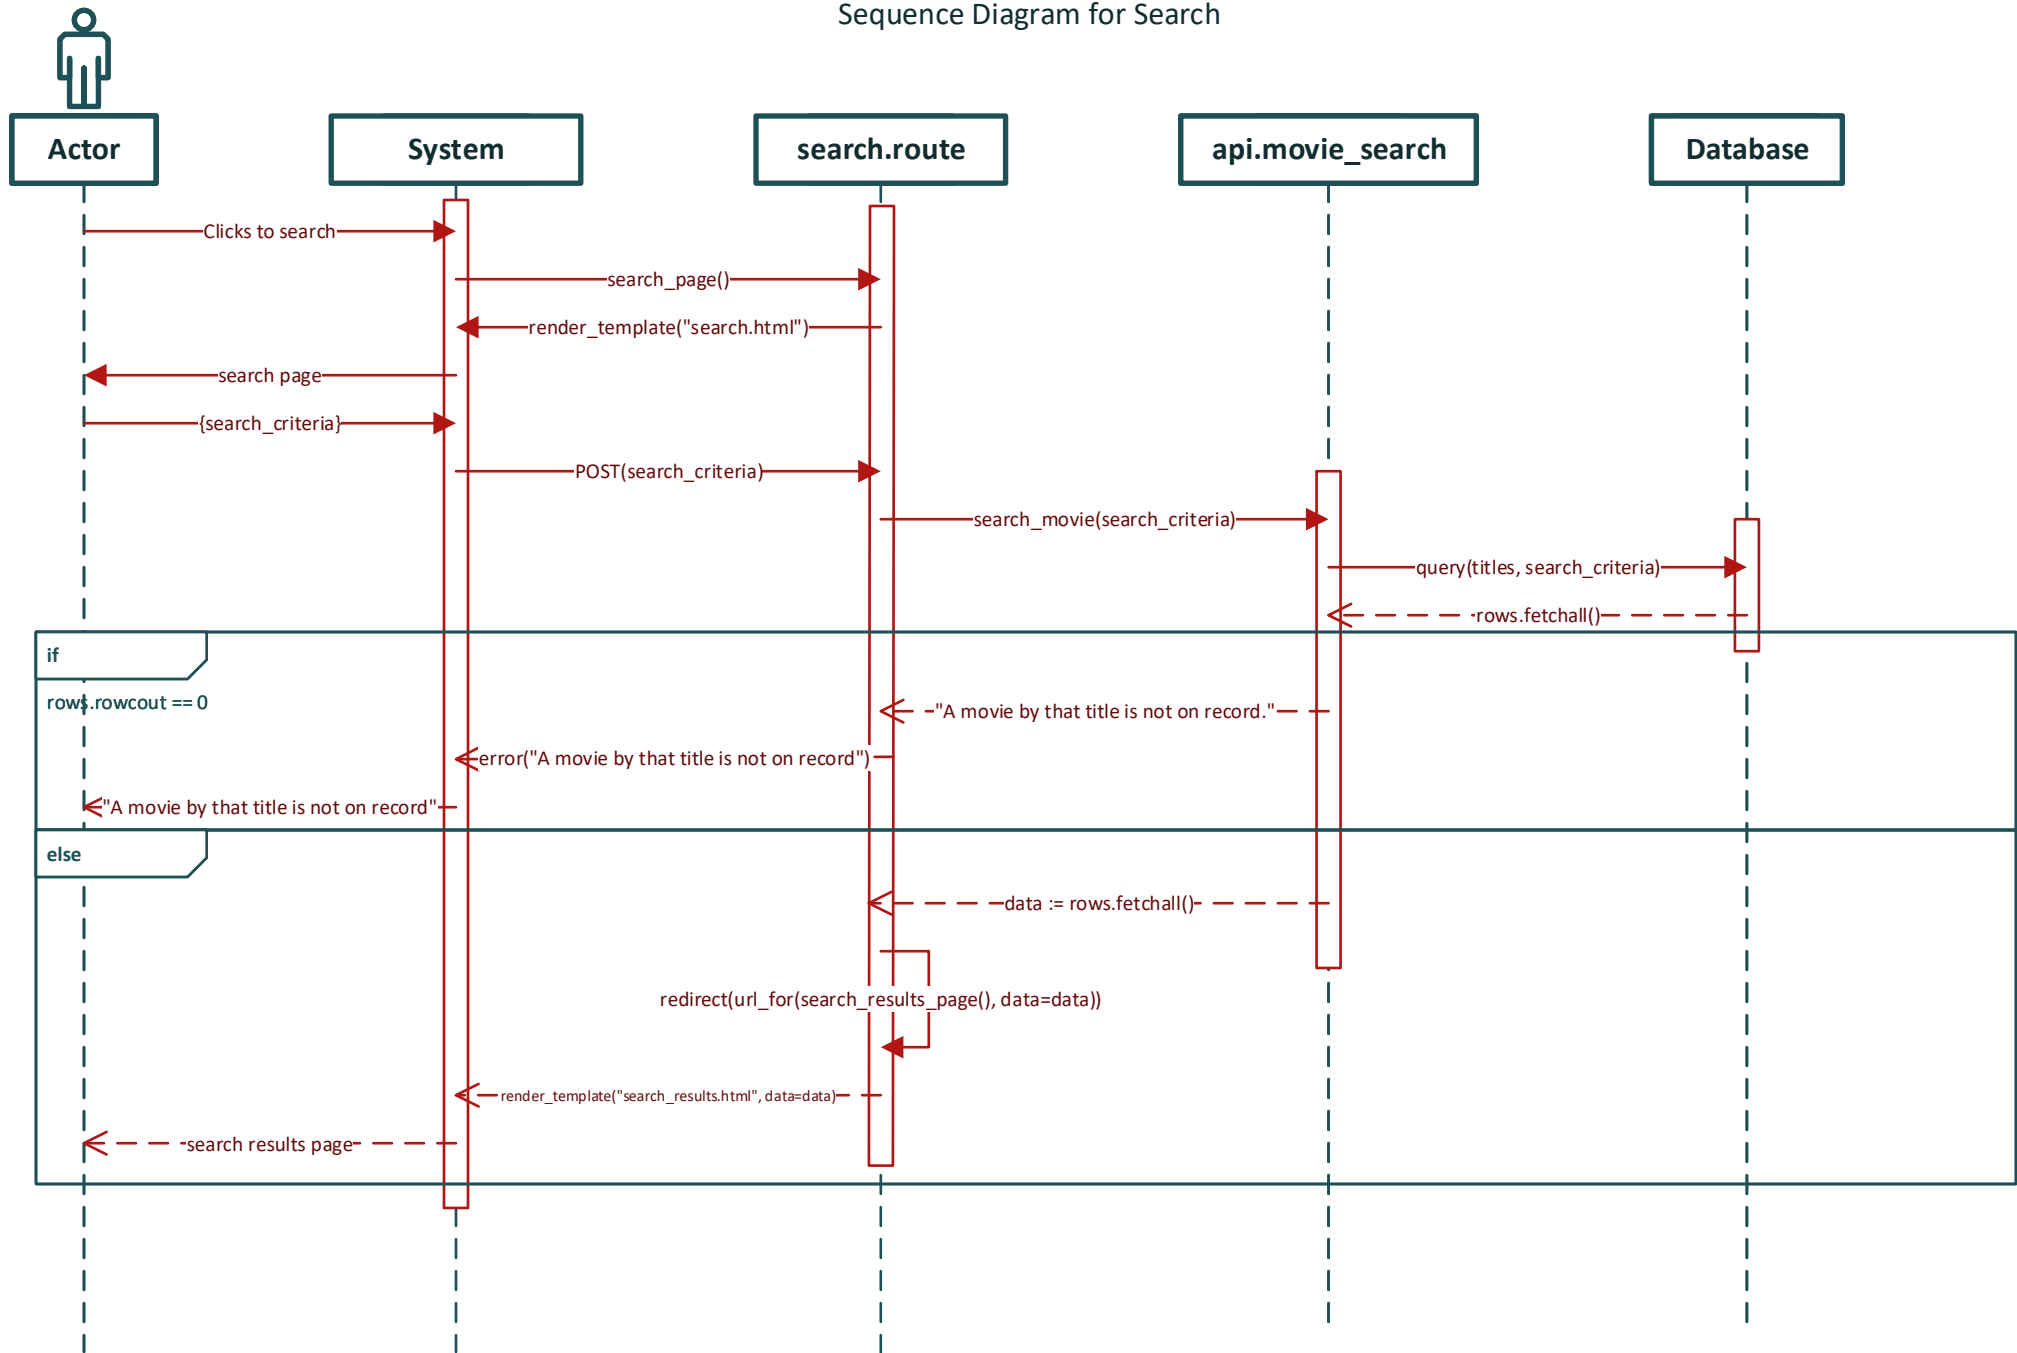 Sequence Diagram for Search
Actor
System
search.route
api.movie_search
Database
Clicks to search
search_page()
render_template("search.html")
search page
{search_criteria}
POST(search_criteria)
search_movie(search_criteria)
query(titles, search_criteria)
rows.fetchall()
if
rows.rowcout == 0
"A movie by that title is not on record."
error("A movie by that title is not on record")
"A movie by that title is not on record"
else
data := rows.fetchall()
redirect(url_for(search_results_page(), data=data))
render_template("search_results.html", data=data)
search results page